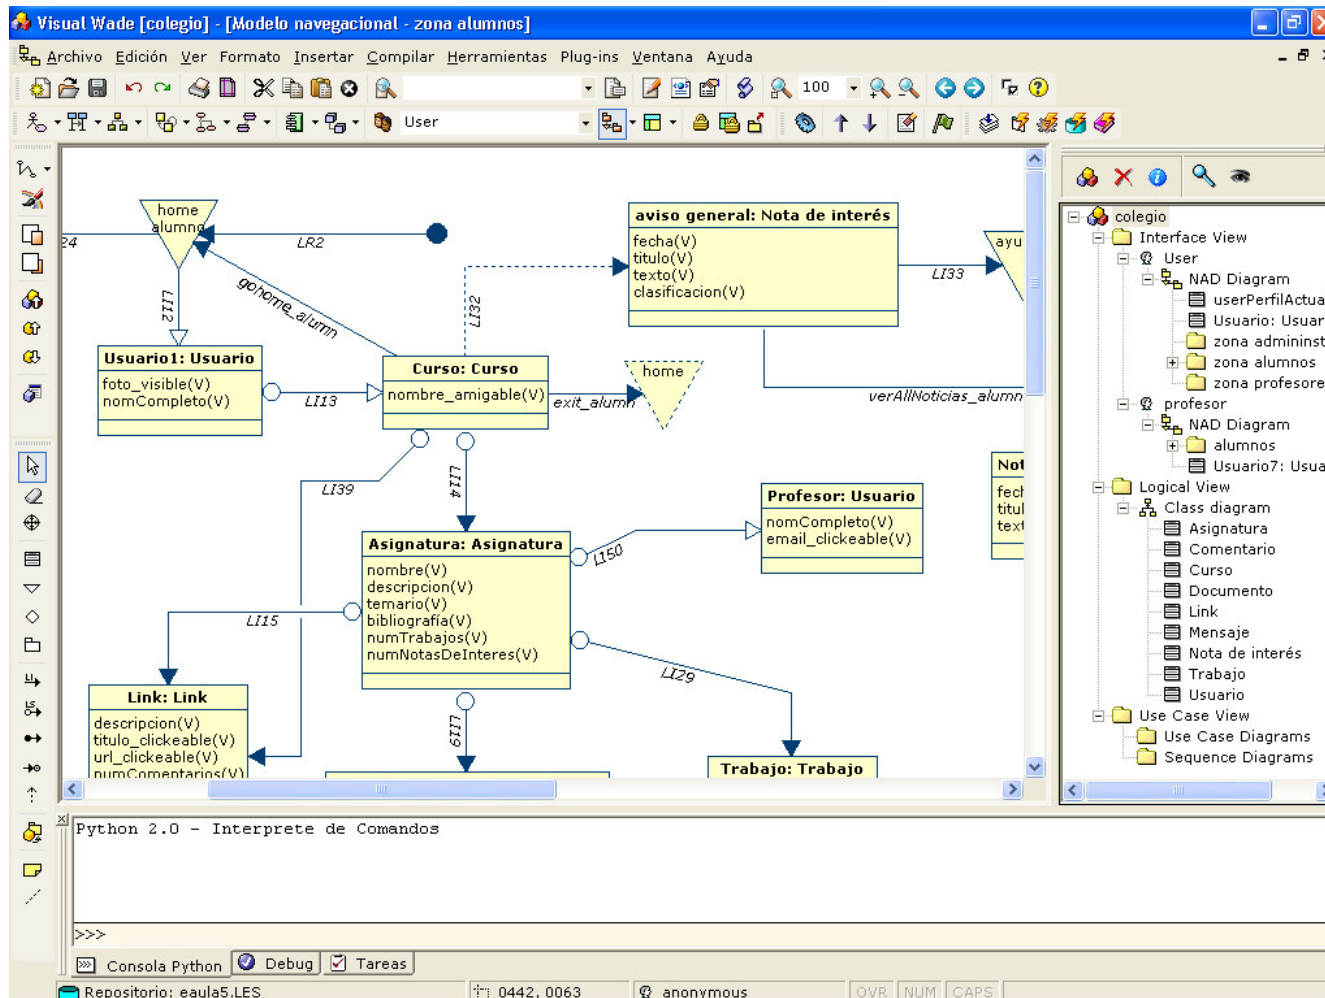 Visual Wade [colegio] - [Modelo navegacional - zona alumnos]
Archivo Edición Ver Formato Insertar Compilar Herramientas Plug-ins Ventana Ayuda
100
User
home
alumno
24
LR2
LI12
gohome_alumn
LI32
aviso general: Nota de interés
fecha(V)
titulo(V)
texto(V)
clasificacion(V)
LI33
ayu
Usuario1: Usuario
foto_visible(V)
nomCompleto(V)
LI13
Curso: Curso
nombre_amigable(V)
exit_alumn
home
verAllNoticias_alumn
LI39
LI14
Not
fech
titul
text
Profesor: Usuario
nomCompleto(V)
email_clickeable(V)
LI50
Asignatura: Asignatura
nombre(V)
descripcion(V)
temario(V)
bibliografía(V)
numTrabajos(V)
numNotasDeInteres(V)
LI15
LI29
LI19
Link: Link
descripcion(V)
titulo_clickeable(V)
url_clickeable(V)
numComentarios(V)
Trabajo: Trabajo
colegio
Interface View
User
NAD Diagram
userPerfilActua
Usuario: Usuar
zona admininst
zona alumnos
zona profesore
profesor
NAD Diagram
alumnos
Usuario7: Usua
Logical View
Class diagram
Asignatura
Comentario
Curso
Documento
Link
Mensaje
Nota de interés
Trabajo
Usuario
Use Case View
Use Case Diagrams
Sequence Diagrams
Python 2.0 - Interprete de Comandos
>>>
Consola Python Debug Tareas
Repositorio: eaula5.LES 0442, 0063 anonymous OVR NUM CAPS